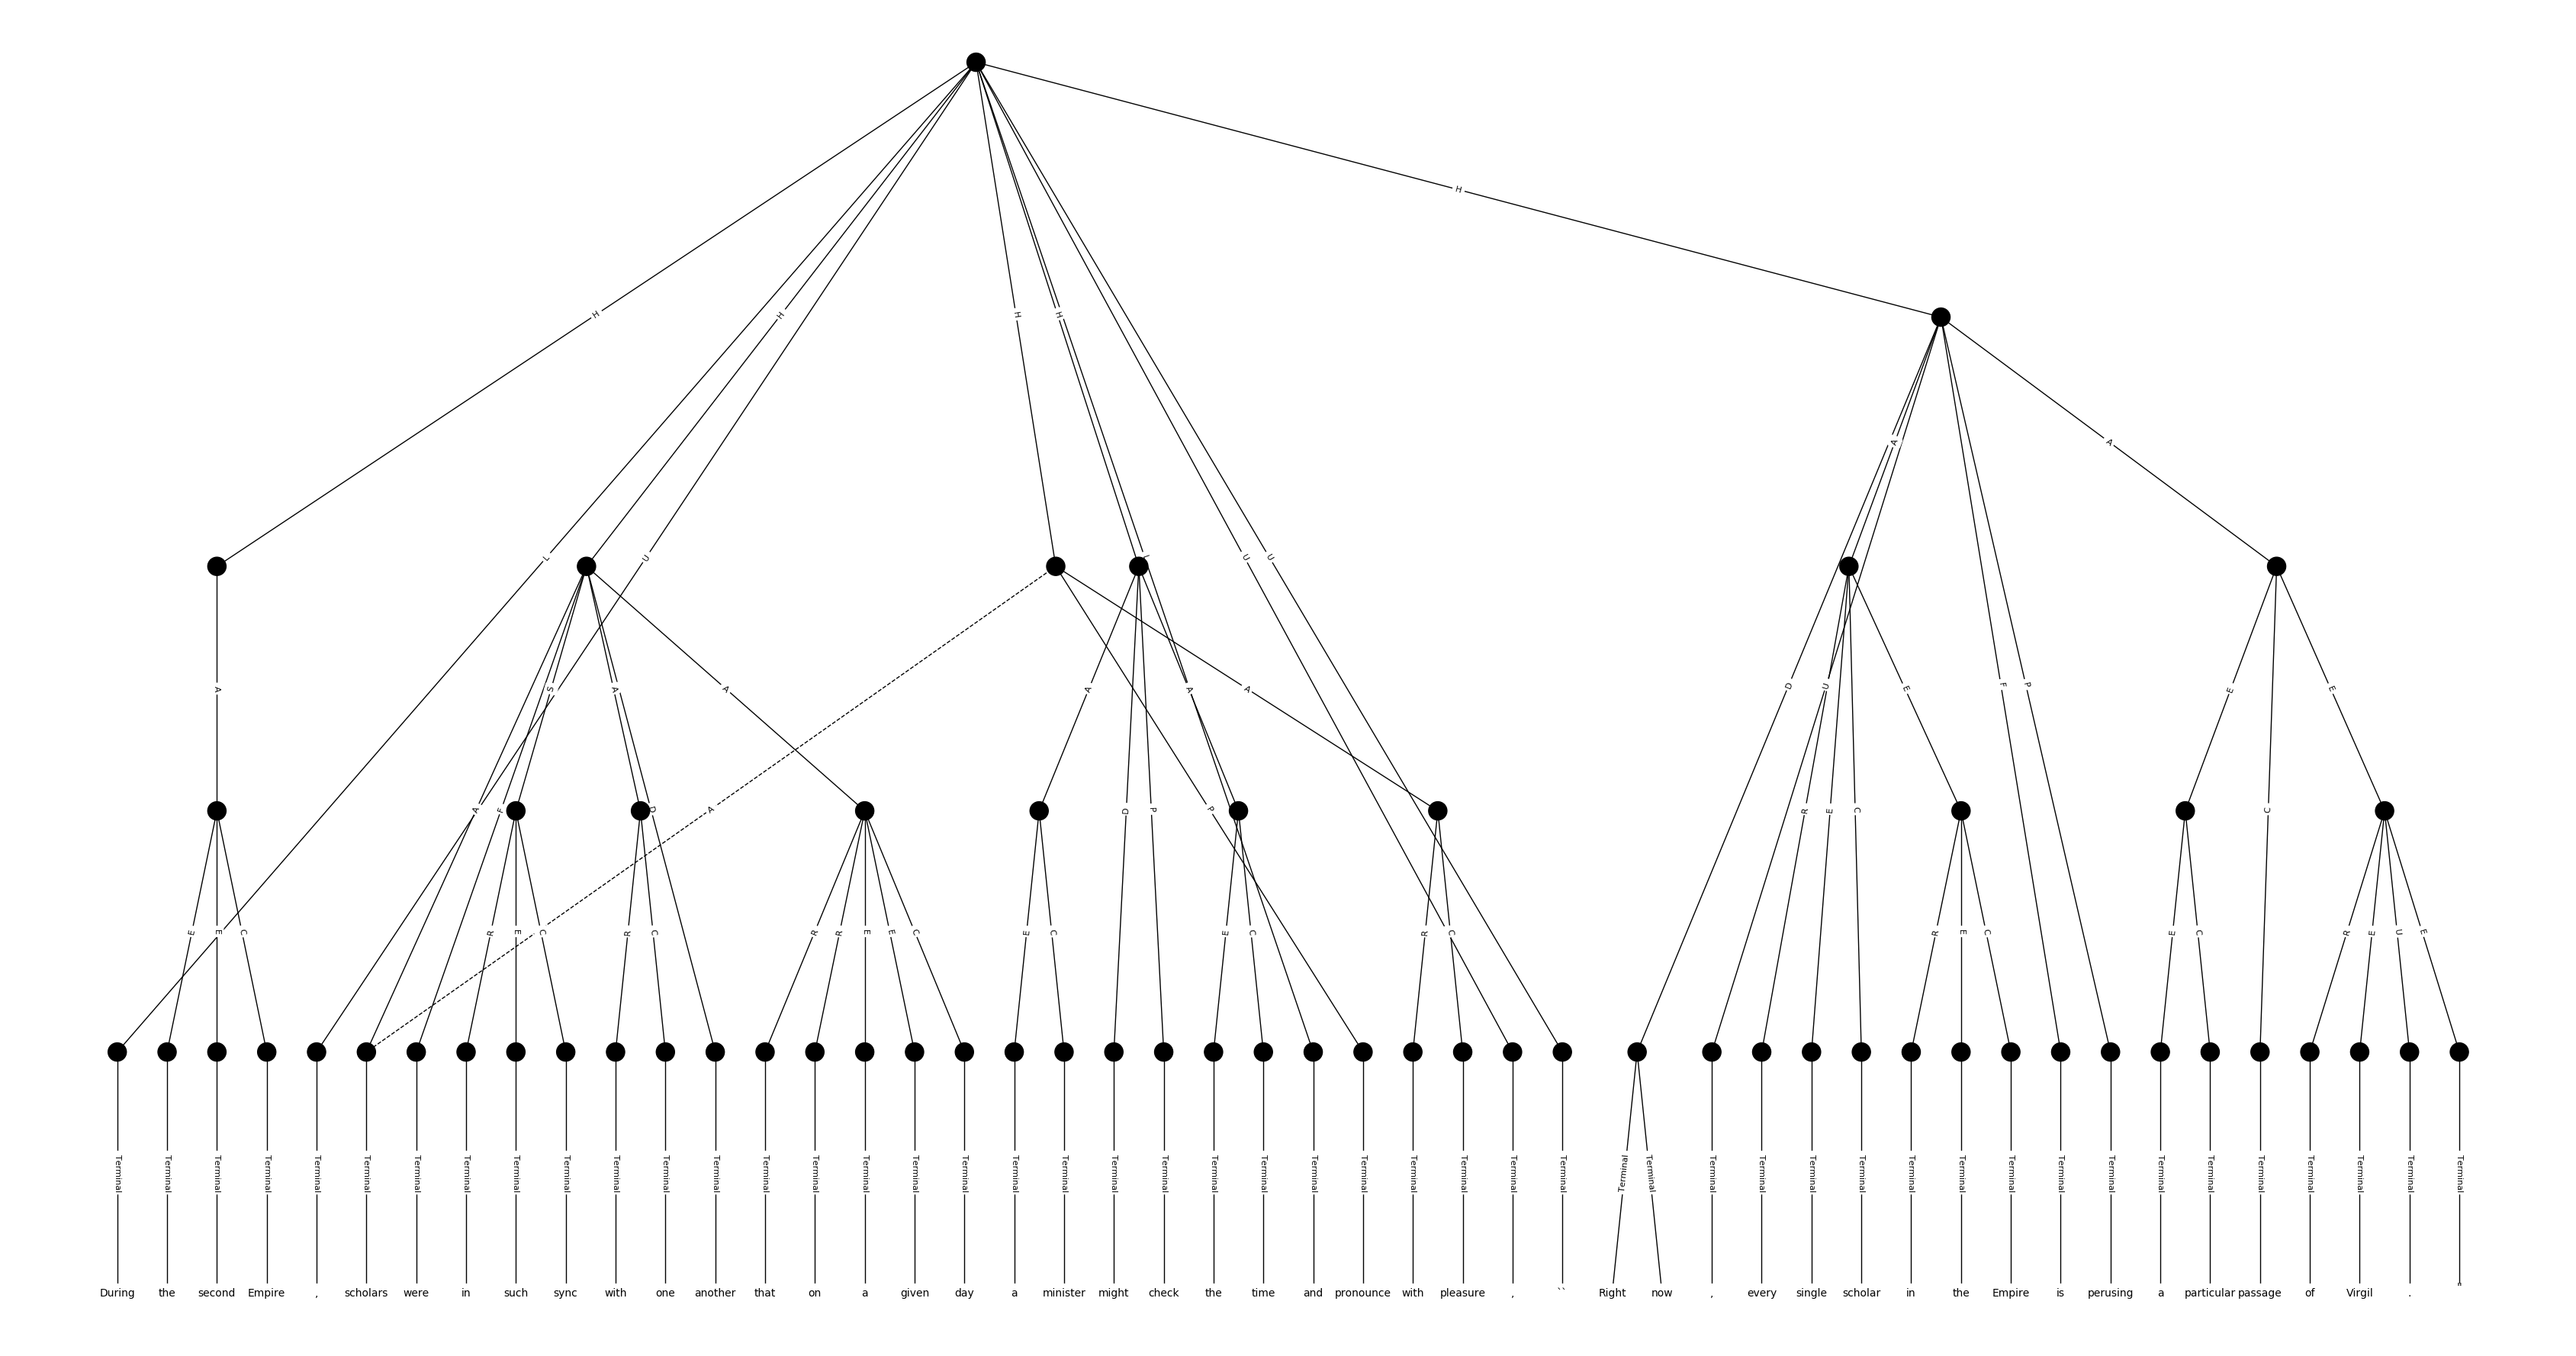 H
H
H
H
H
A
A
L
U
L
U
U
A
S
A
A
A
A
A
D
U
E
F
P
E
E
A
F
D
A
D
P
P
R
E
C
C
E
E
C
R
E
C
R
C
R
R
E
E
C
E
C
E
C
R
C
R
E
C
E
C
R
E
U
E
Terminal Terminal Terminal Terminal Terminal Terminal Terminal Terminal Terminal Terminal Terminal Terminal Terminal Terminal Terminal Terminal Terminal Terminal Terminal Terminal Terminal Terminal Terminal Terminal Terminal Terminal Terminal Terminal Terminal Terminal Terminal Terminal Terminal Terminal Terminal Terminal Terminal Terminal Terminal Terminal Terminal Terminal Terminal Terminal Terminal Terminal Terminal Terminal
During the second Empire , scholars were in such sync with one another that on a given day a minister might check the time and pronounce with pleasure , `` Right now , every single scholar in the Empire is perusing a particular passage of Virgil . "